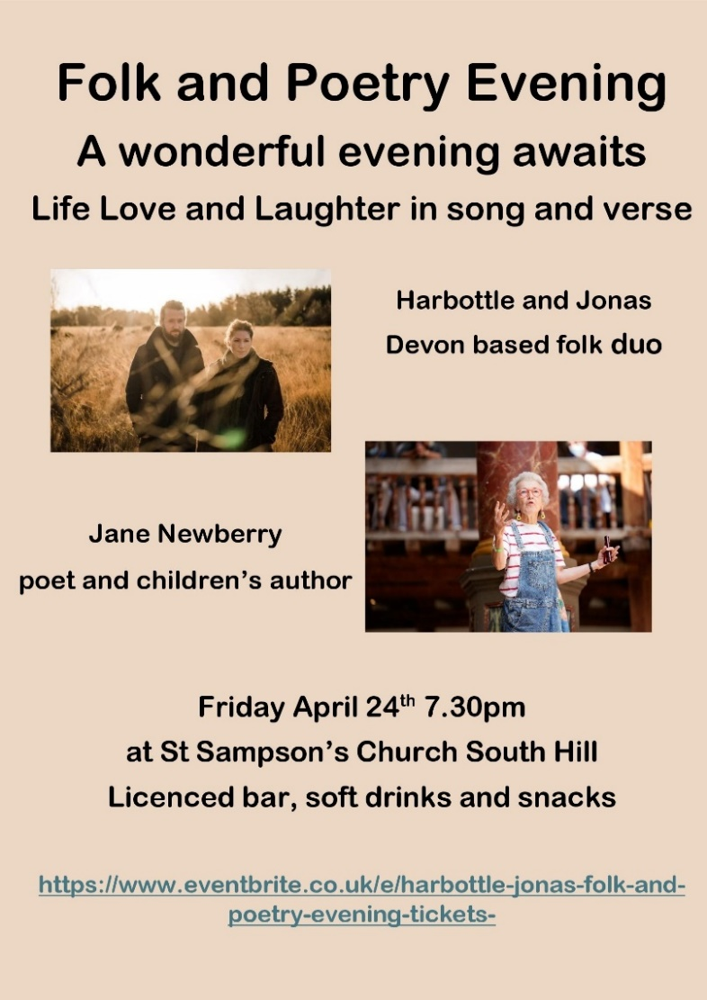 Folk and Poetry Evening
A wonderful evening awaits
Life Love and Laughter in song and verse
Harbottle and Jonas
Devon based folk duo
Jane Newberry
poet and children’s author
Friday April 24th 7.30pm
at St Sampson’s Church South Hill
Licenced bar, soft drinks and snacks
https://www.eventbrite.co.uk/e/harbottle-jonas-folk-and-
poetry-evening-tickets-